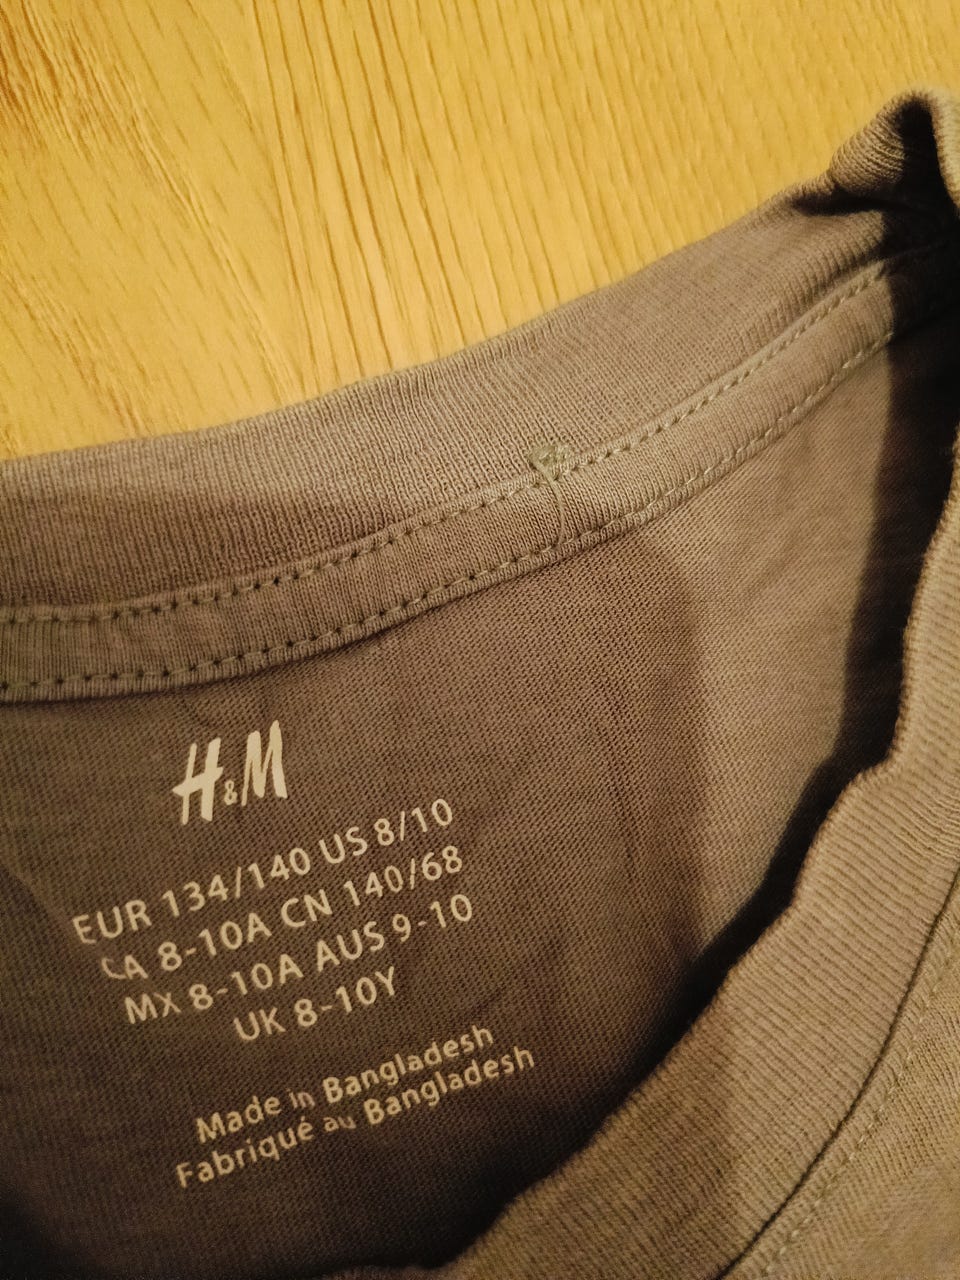 H&M
EUR 134/140 US 8/10
CA 8-10A CN 140/68
MX 8-10A AUS 9-10
UK 8-10Y
Made in Bangladesh
Fabriqué au Bangladesh